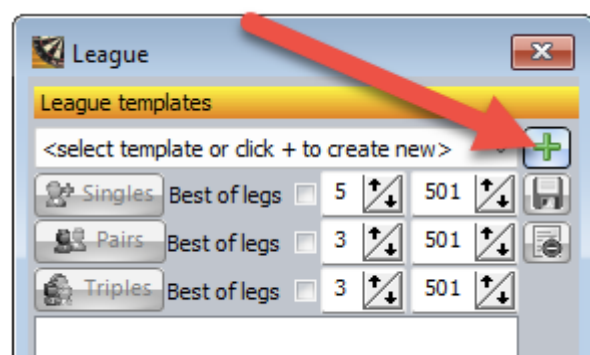 League
League templates
<select template or click + to create new>
Singles Best of legs 5 501
Pairs Best of legs 3 501
Triples Best of legs 3 501